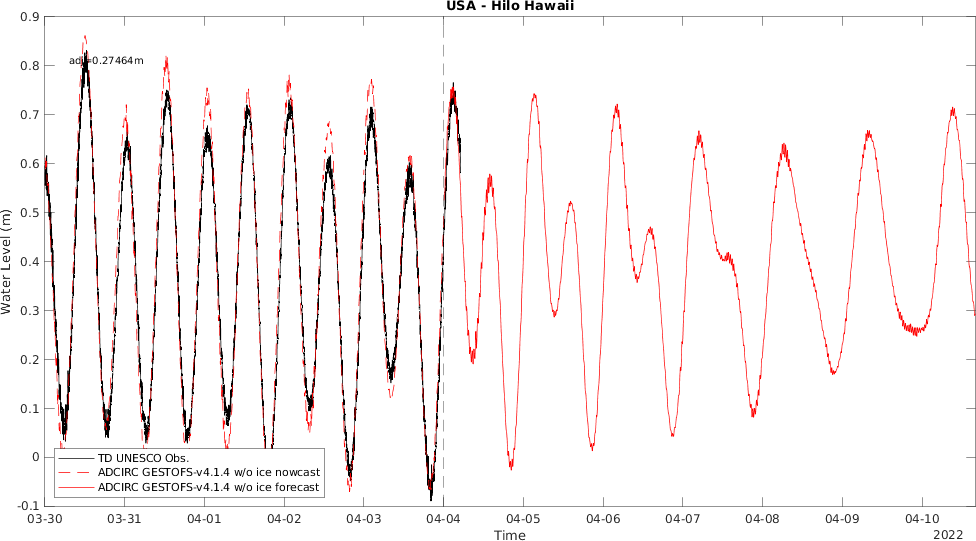 USA - Hilo Hawaii
0.9
0.8
0.7
0.6
0.5
0.4
0.3
0.2
0.1
0
-0.1
Water Level (m)
adj=0.27464m
TD UNESCO Obs.
ADCIRC GESTOFS-v4.1.4 w/o ice nowcast
ADCIRC GESTOFS-v4.1.4 w/o ice forecast
03-30 03-31 04-01 04-02 04-03 04-04 04-05 04-06 04-07 04-08 04-09 04-10
Time
2022